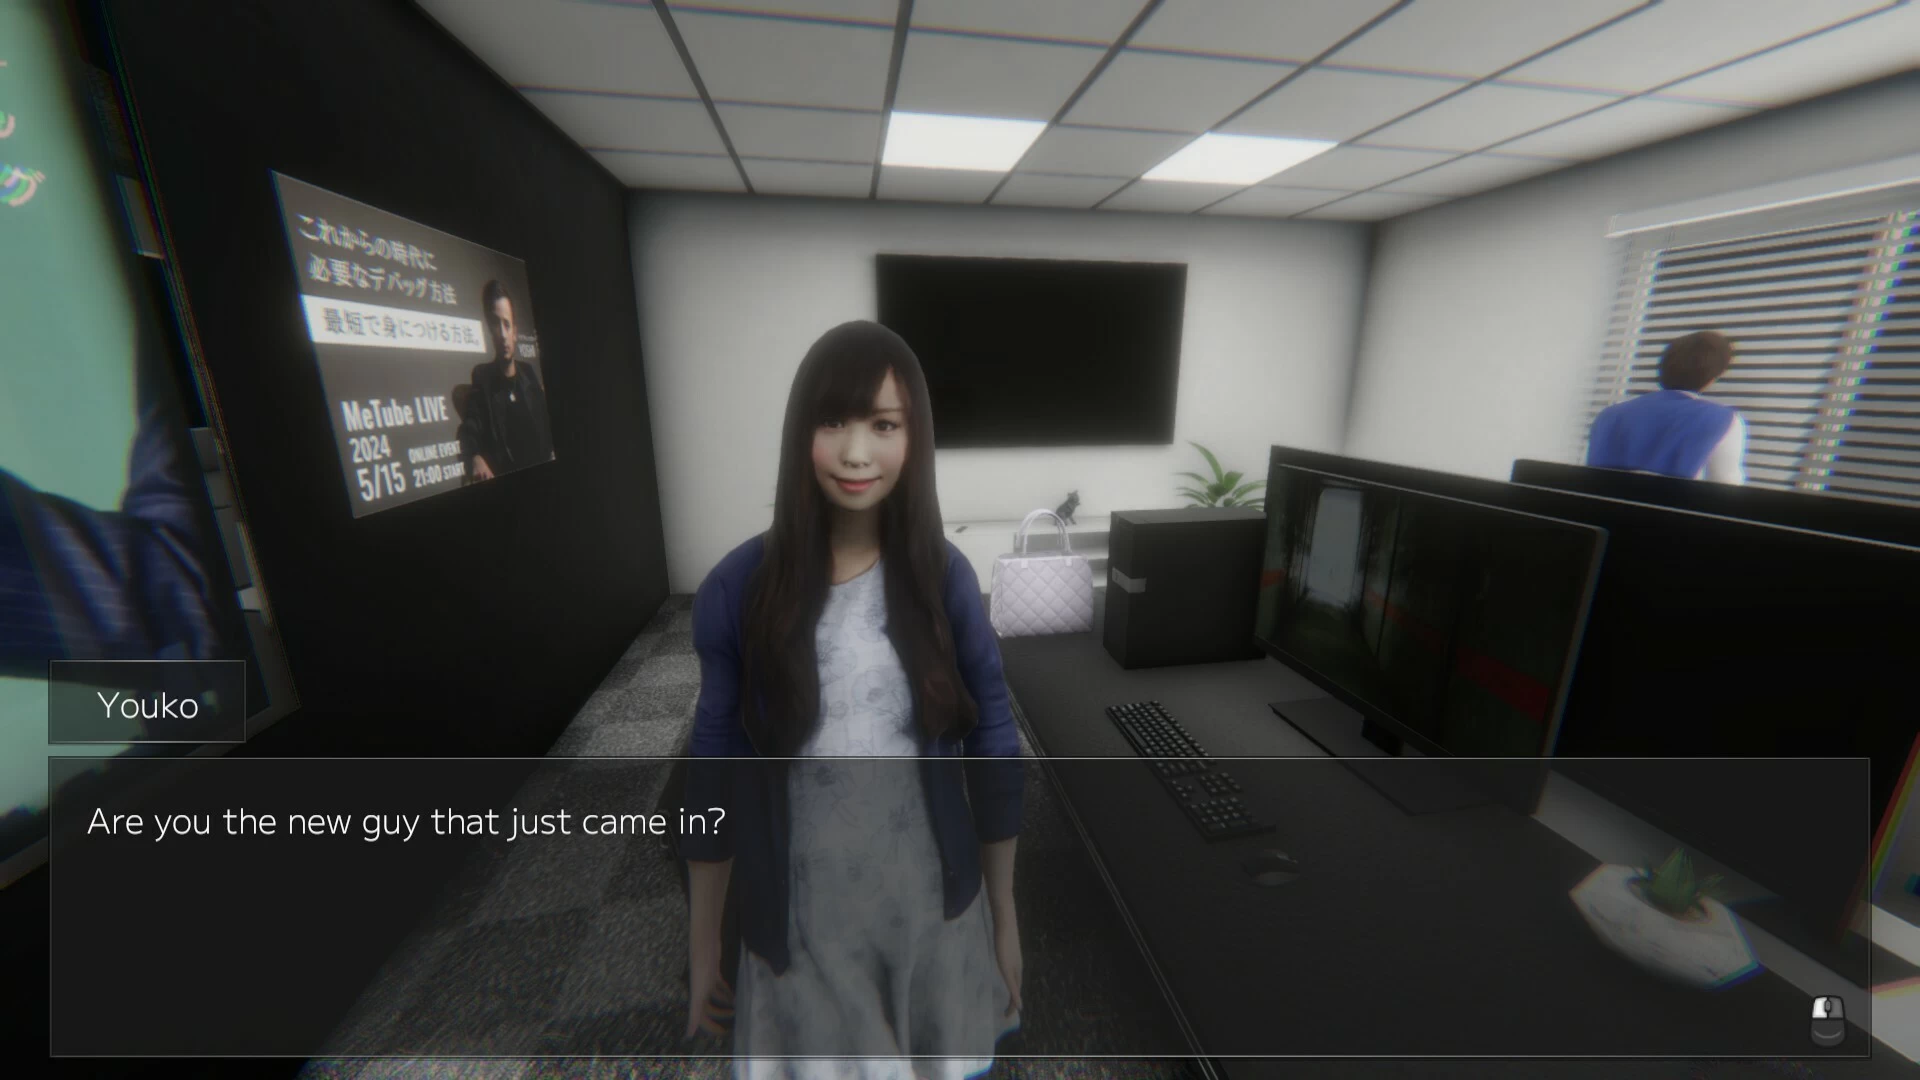 これからの時代に
必要なデバッグ方法
最短で身につける方法。
MeTube LIVE
2024
5/15
ONLINE EVENT
21:00 START
Youko
Are you the new guy that just came in?